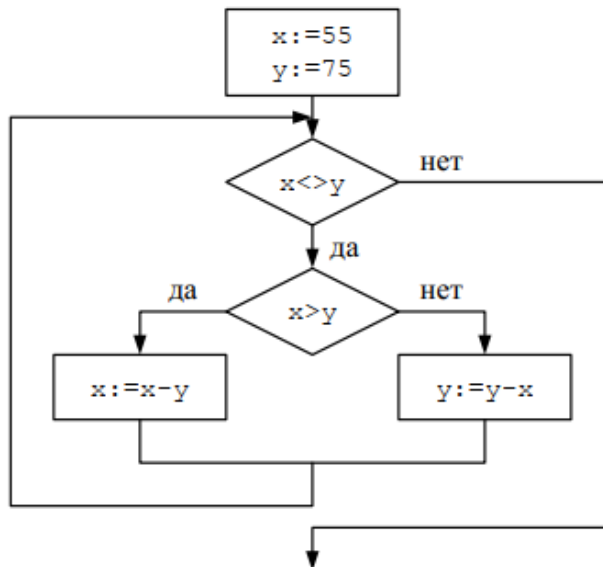 x:=55
y:=75
x<>y
нет
да
x>y
да
нет
x:=x-y
y:=y-x